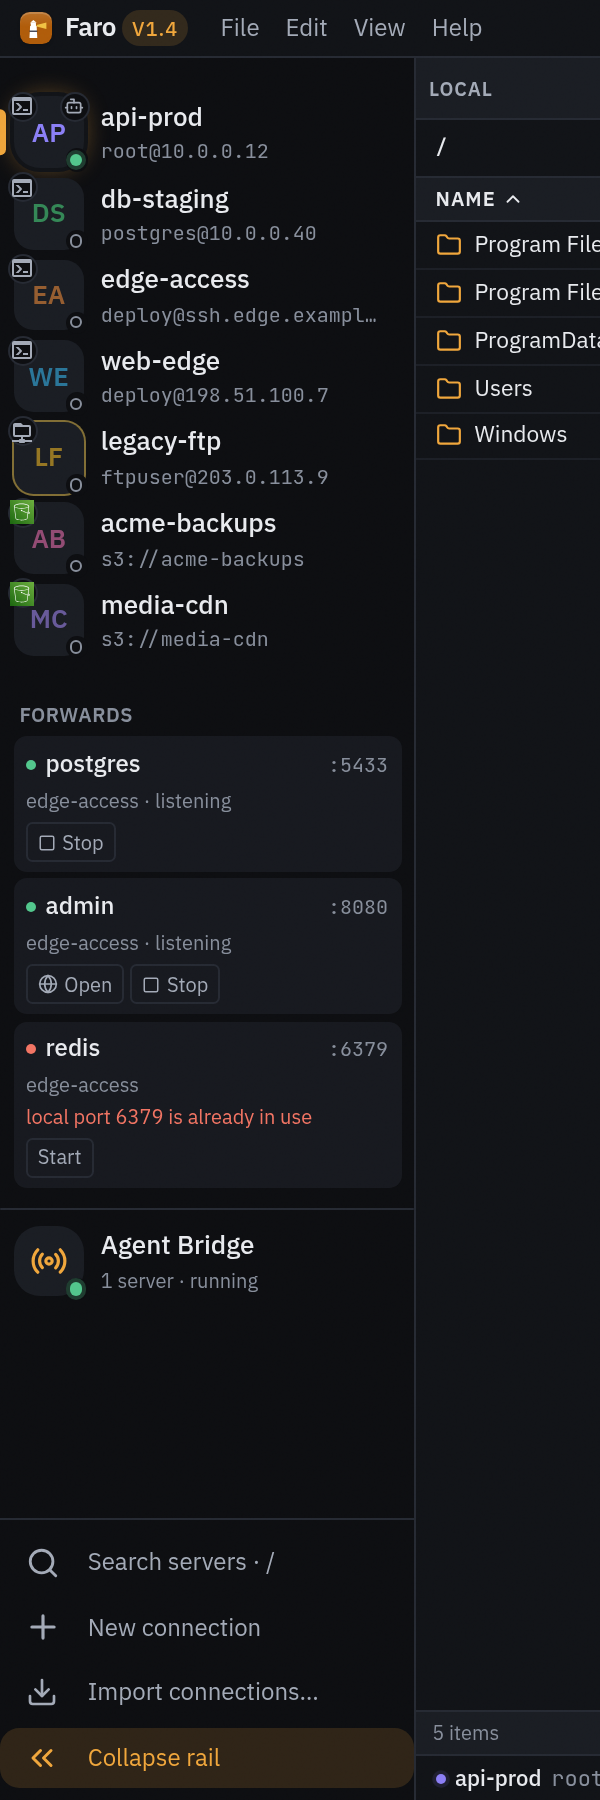 Faro V1.4 File Edit View Help
AP api-prod
root@10.0.0.12
DS db-staging
postgres@10.0.0.40
EA edge-access
deploy@ssh.edge.exampl…
WE web-edge
deploy@198.51.100.7
LF legacy-ftp
ftpuser@203.0.113.9
AB acme-backups
s3://acme-backups
MC media-cdn
s3://media-cdn
FORWARDS
postgres :5433
edge-access · listening
Stop
admin :8080
edge-access · listening
Open Stop
redis :6379
edge-access
local port 6379 is already in use
Start
Agent Bridge
1 server · running
Search servers · /
New connection
Import connections...
Collapse rail
LOCAL
/
NAME
Program File
Program File
ProgramData
Users
Windows
5 items
api-prod root